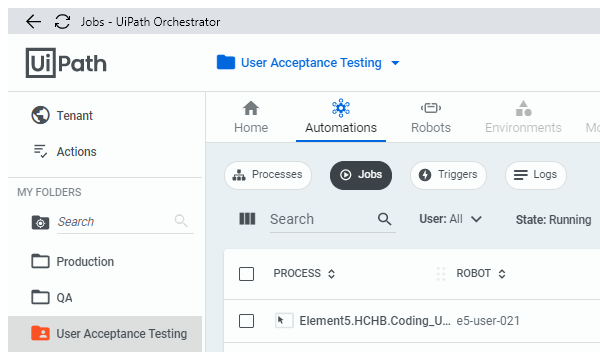 Jobs - UiPath Orchestrator
UiPath
User Acceptance Testing
Tenant
Actions
MY FOLDERS
Search
Production
QA
User Acceptance Testing
Home
Automations
Robots
Environments
Mo
Processes
Jobs
Triggers
Logs
Search
User: All
State: Running
PROCESS
ROBOT
Element5.HCHB.Coding_U... e5-user-021